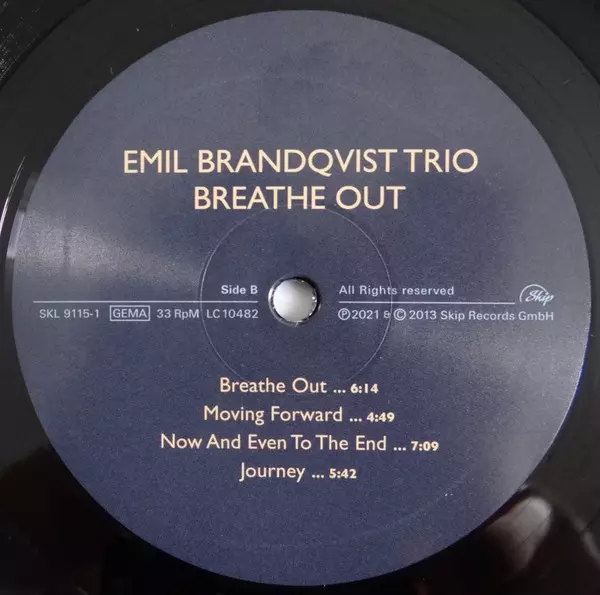 EMIL BRANDQVIST TRIO
BREATHE OUT
Side B
All Rights reserved
Skip
SKL 9115-1 GEMA 33 RpM LC 10482
Ⓟ 2021 & © 2013 Skip Records GmbH
Breathe Out ... 6:14
Moving Forward ... 4:49
Now And Even To The End ... 7:09
Journey ... 5:42